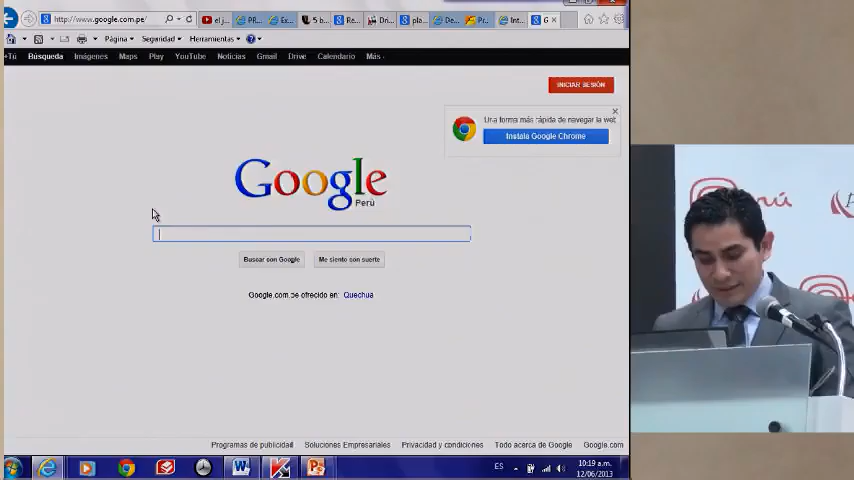 http://www.google.com.pe/
Página Seguridad Herramientas
+Tú Búsqueda Imágenes Maps Play YouTube Noticias Gmail Drive Calendario Más
INICIAR SESIÓN
Una forma más rápida de navegar la web
Instala Google Chrome
Google
Perú
Buscar con Google Me siento con suerte
Google.com.pe ofrecido en: Quechua
Programas de publicidad Soluciones Empresariales Privacidad y condiciones Todo acerca de Google Google.com
ES 10:19 a.m.
12/06/2013